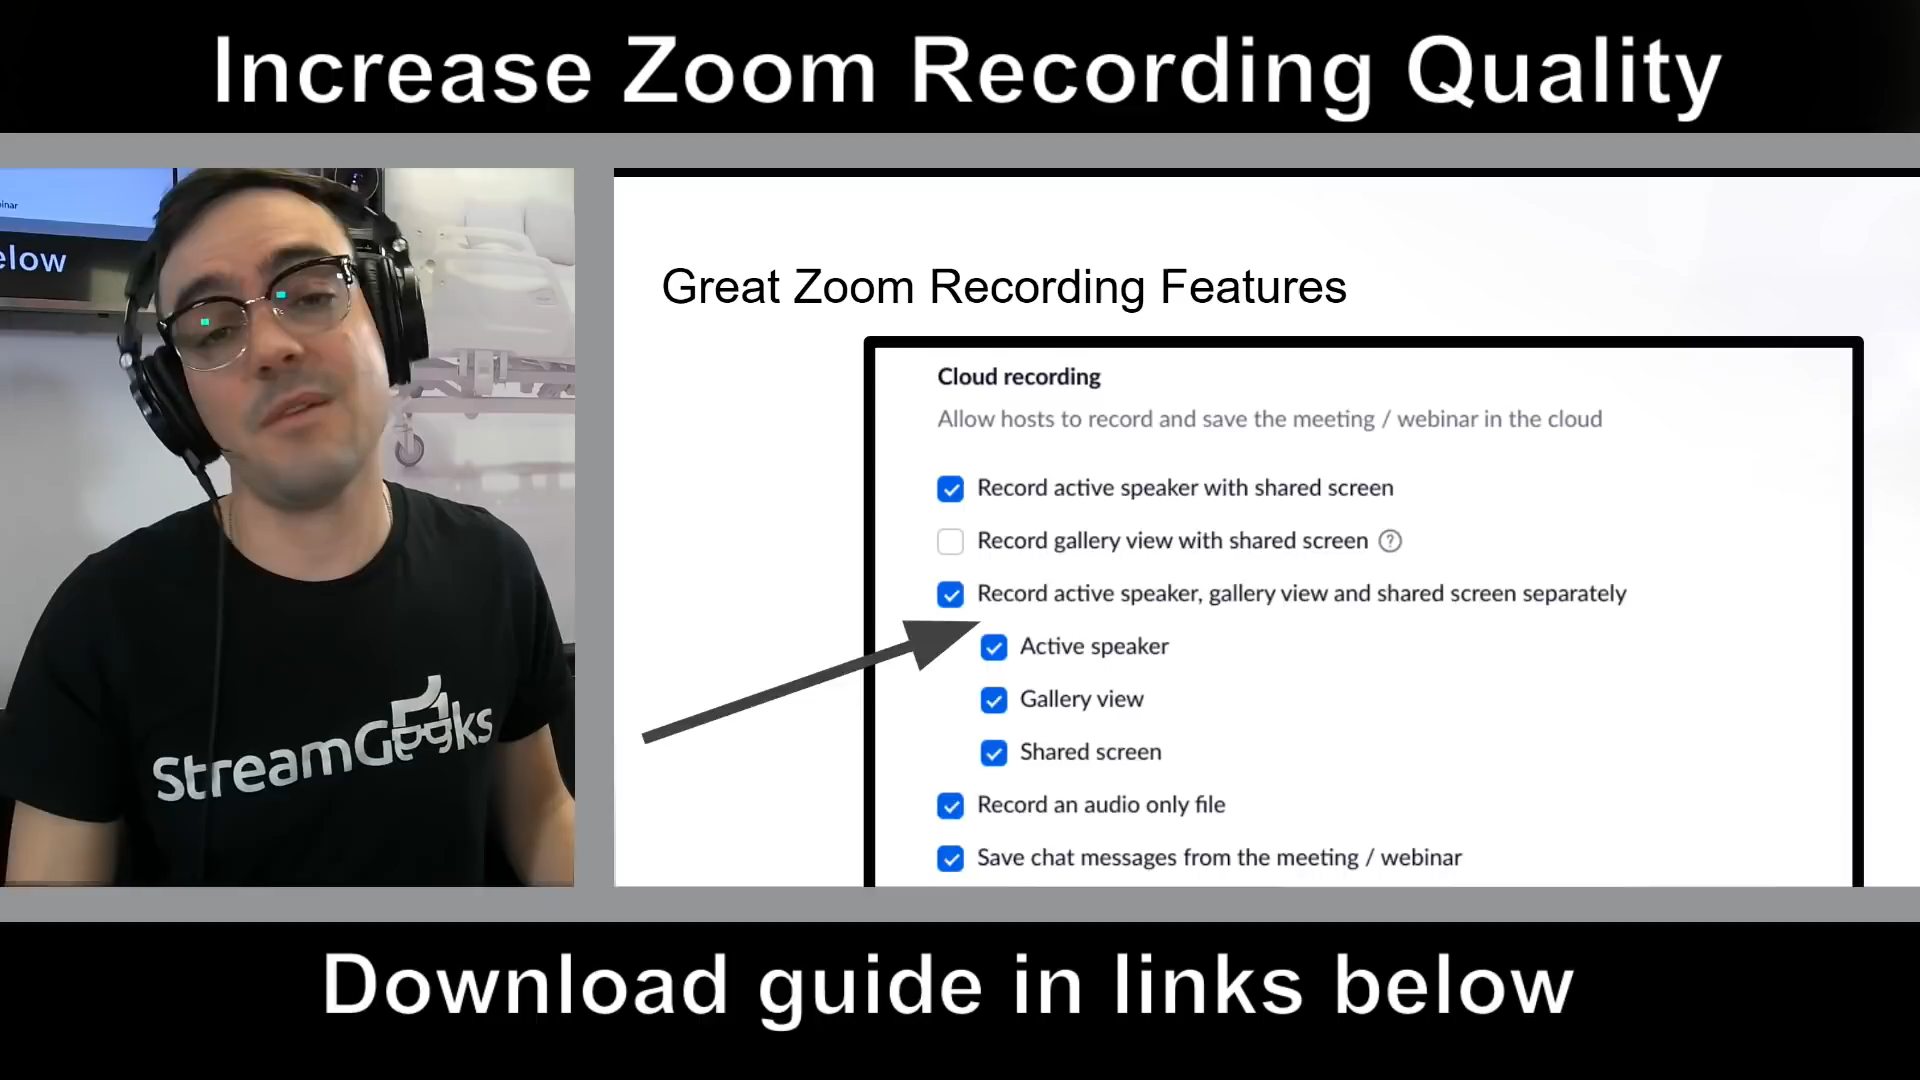 Increase Zoom Recording Quality
inar
elow
StreamGeeks
Great Zoom Recording Features
Cloud recording
Allow hosts to record and save the meeting / webinar in the cloud
Record active speaker with shared screen
Record gallery view with shared screen ?
Record active speaker, gallery view and shared screen separately
Active speaker
Gallery view
Shared screen
Record an audio only file
Save chat messages from the meeting / webinar
Download guide in links below